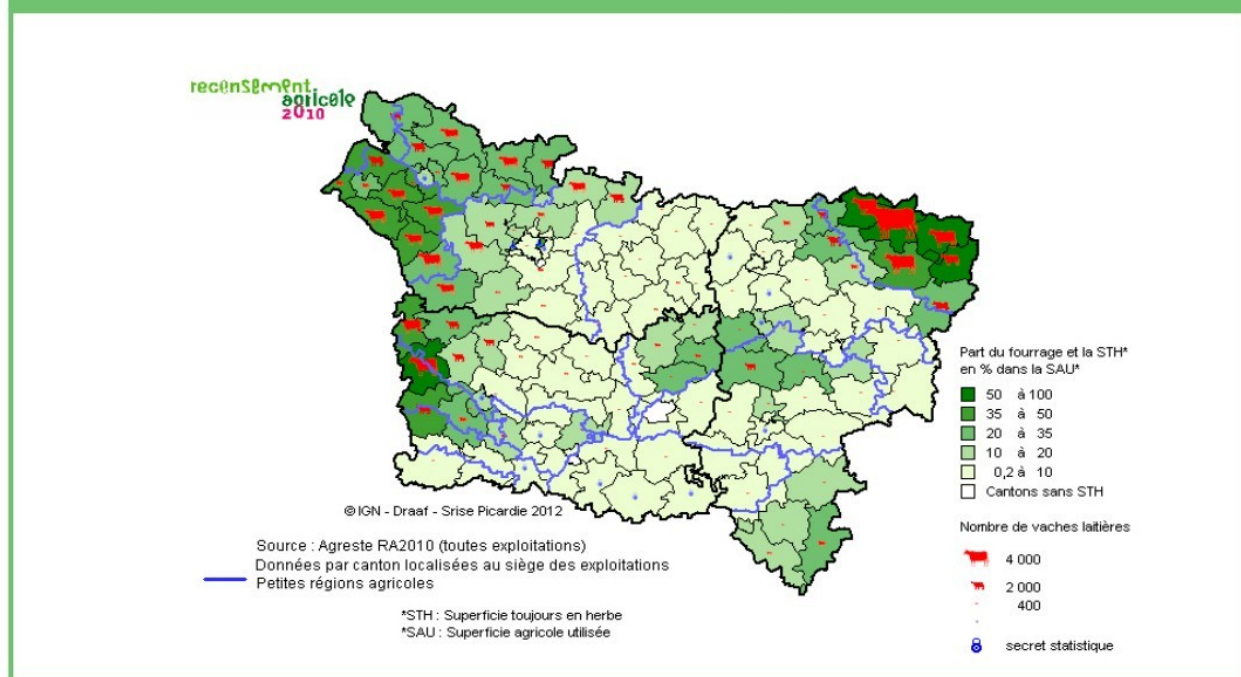 recensement
agricole
2010
Part du fourrage et la STH*
en % dans la SAU*
50 à 100
35 à 50
20 à 35
10 à 20
0,2 à 10
Cantons sans STH
© IGN - Draaf - Srise Picardie 2012
Nombre de vaches laitières
4 000
2 000
400
secret statistique
Source : Agreste RA2010 (toutes exploitations)
Données par canton localisées au siège des exploitations
Petites régions agricoles
*STH : Superficie toujours en herbe
*SAU : Superficie agricole utilisée